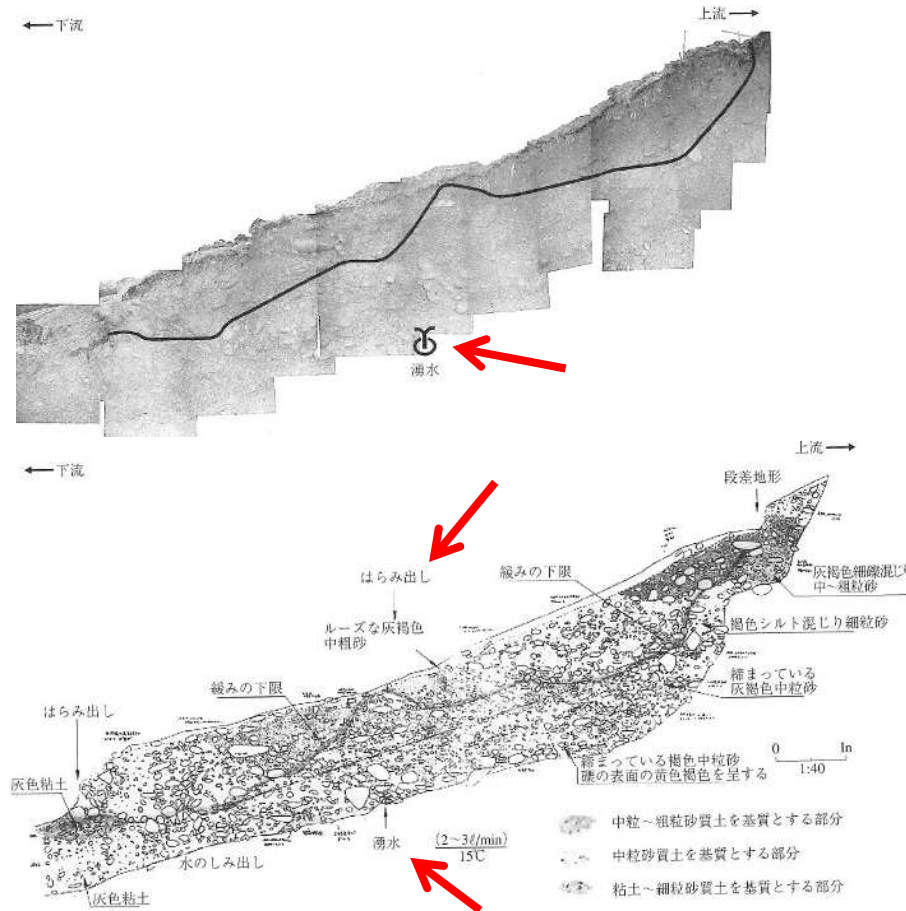 下流
上流
湧水
下流
上流
段差地形
はらみ出し
緩みの下限
灰褐色細礫混じり
中～粗粒砂
ルーズな灰褐色
中粗砂
褐色シルト混じり細粒砂
緩みの下限
締まっている
灰褐色中粒砂
はらみ出し
締まっている褐色中粒砂
礫の表面の黄色褐色を呈する
0 1n
1:40
灰色粘土
中粒～粗粒砂質土を基質とする部分
湧水
(2～3ℓ/min)
15℃
水のしみ出し
中粒砂質土を基質とする部分
灰色粘土
粘土～細粒砂質土を基質とする部分